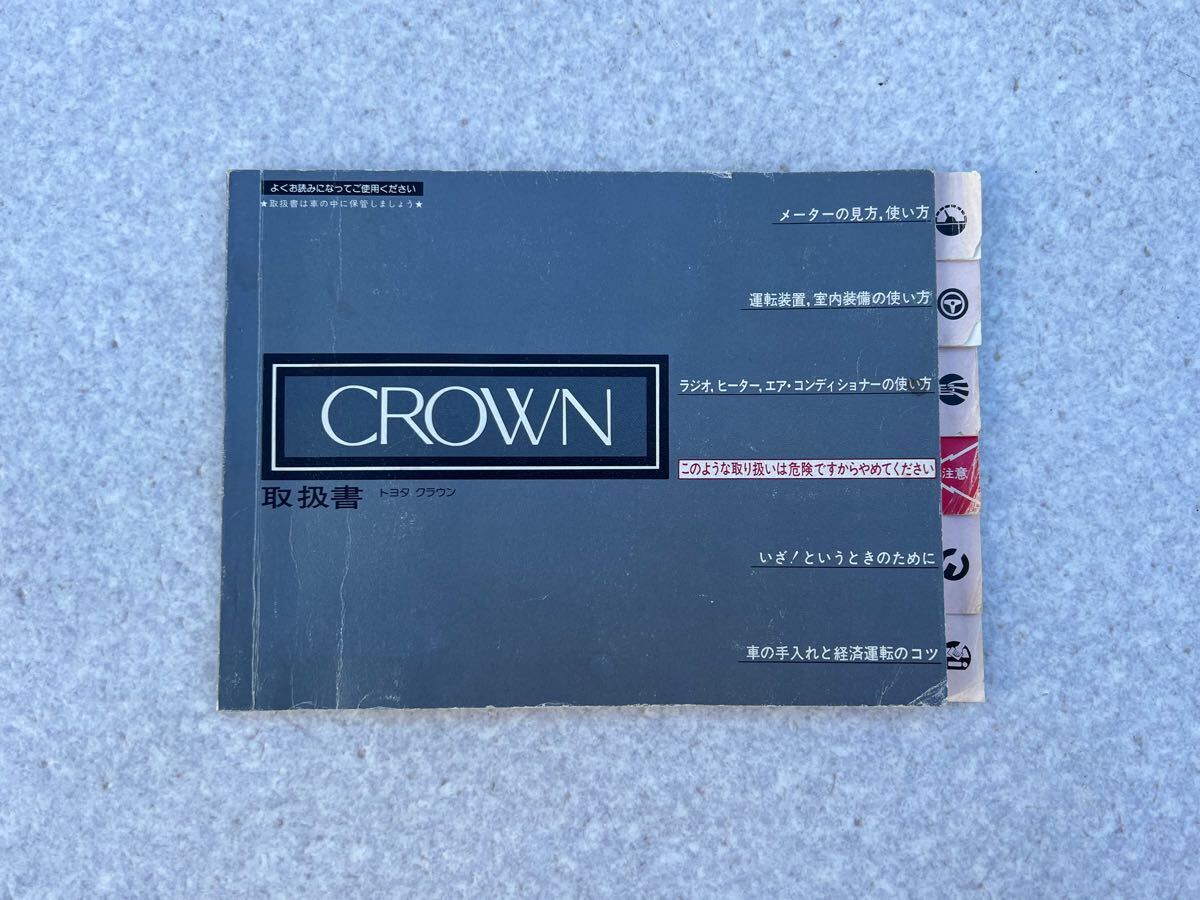 よくお読みになってご使用ください
★取扱書は車の中に保管しましょう★
メーターの見方,使い方
運転装置,室内装備の使い方
ラジオ,ヒーター,エア・コンディショナーの使い方
CROWN
このような取り扱いは危険ですからやめてください
注意
取扱書 トヨタ クラウン
いざ!というときのために
車の手入れと経済運転のコツ